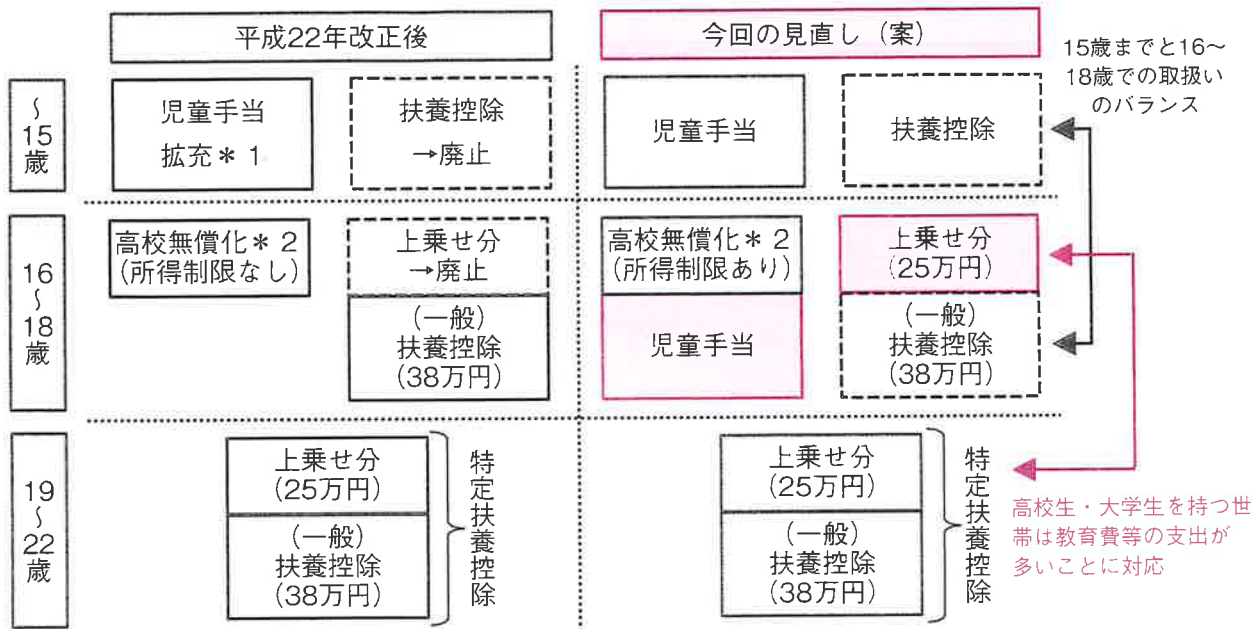 平成22年改正後
今回の見直し（案）
15歳までと16～
18歳での取扱い
のバランス
～15歳
児童手当
拡充＊1
扶養控除
→廃止
児童手当
扶養控除
16～18歳
高校無償化＊2
(所得制限なし)
上乗せ分
→廃止
(一般)
扶養控除
(38万円)
高校無償化＊2
(所得制限あり)
児童手当
上乗せ分
(25万円)
(一般)
扶養控除
(38万円)
19～22歳
上乗せ分
(25万円)
(一般)
扶養控除
(38万円)
特定扶養控除
上乗せ分
(25万円)
(一般)
扶養控除
(38万円)
特定扶養控除
高校生・大学生を持つ世
帯は教育費等の支出が
多いことに対応